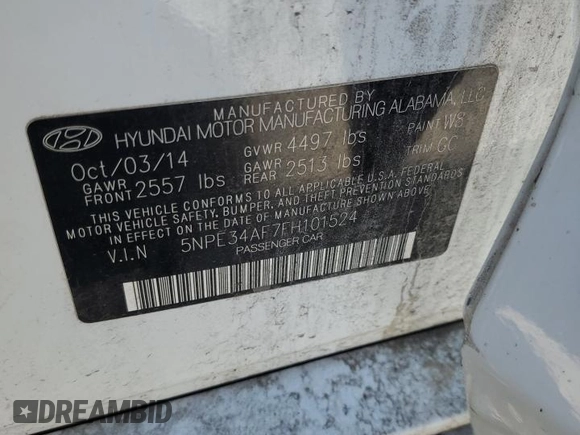 MANUFACTURED BY
HYUNDAI MOTOR MANUFACTURING ALABAMA, LLC
Oct/03/14 GVWR 4497 lbs PAINT W8
GAWR FRONT 2557 lbs GAWR REAR 2513 lbs TRIM GC
THIS VEHICLE CONFORMS TO ALL APPLICABLE U.S.A. FEDERAL
MOTOR VEHICLE SAFETY, BUMPER, AND THEFT PREVENTION STANDARDS
IN EFFECT ON THE DATE OF MANUFACTURE SHOWN ABOVE.
V.I.N 5NPE34AF7FH101524
PASSENGER CAR
DREAMBID